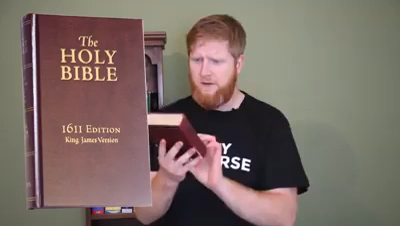 The
HOLY
BIBLE
1611 EDITION
King James Version